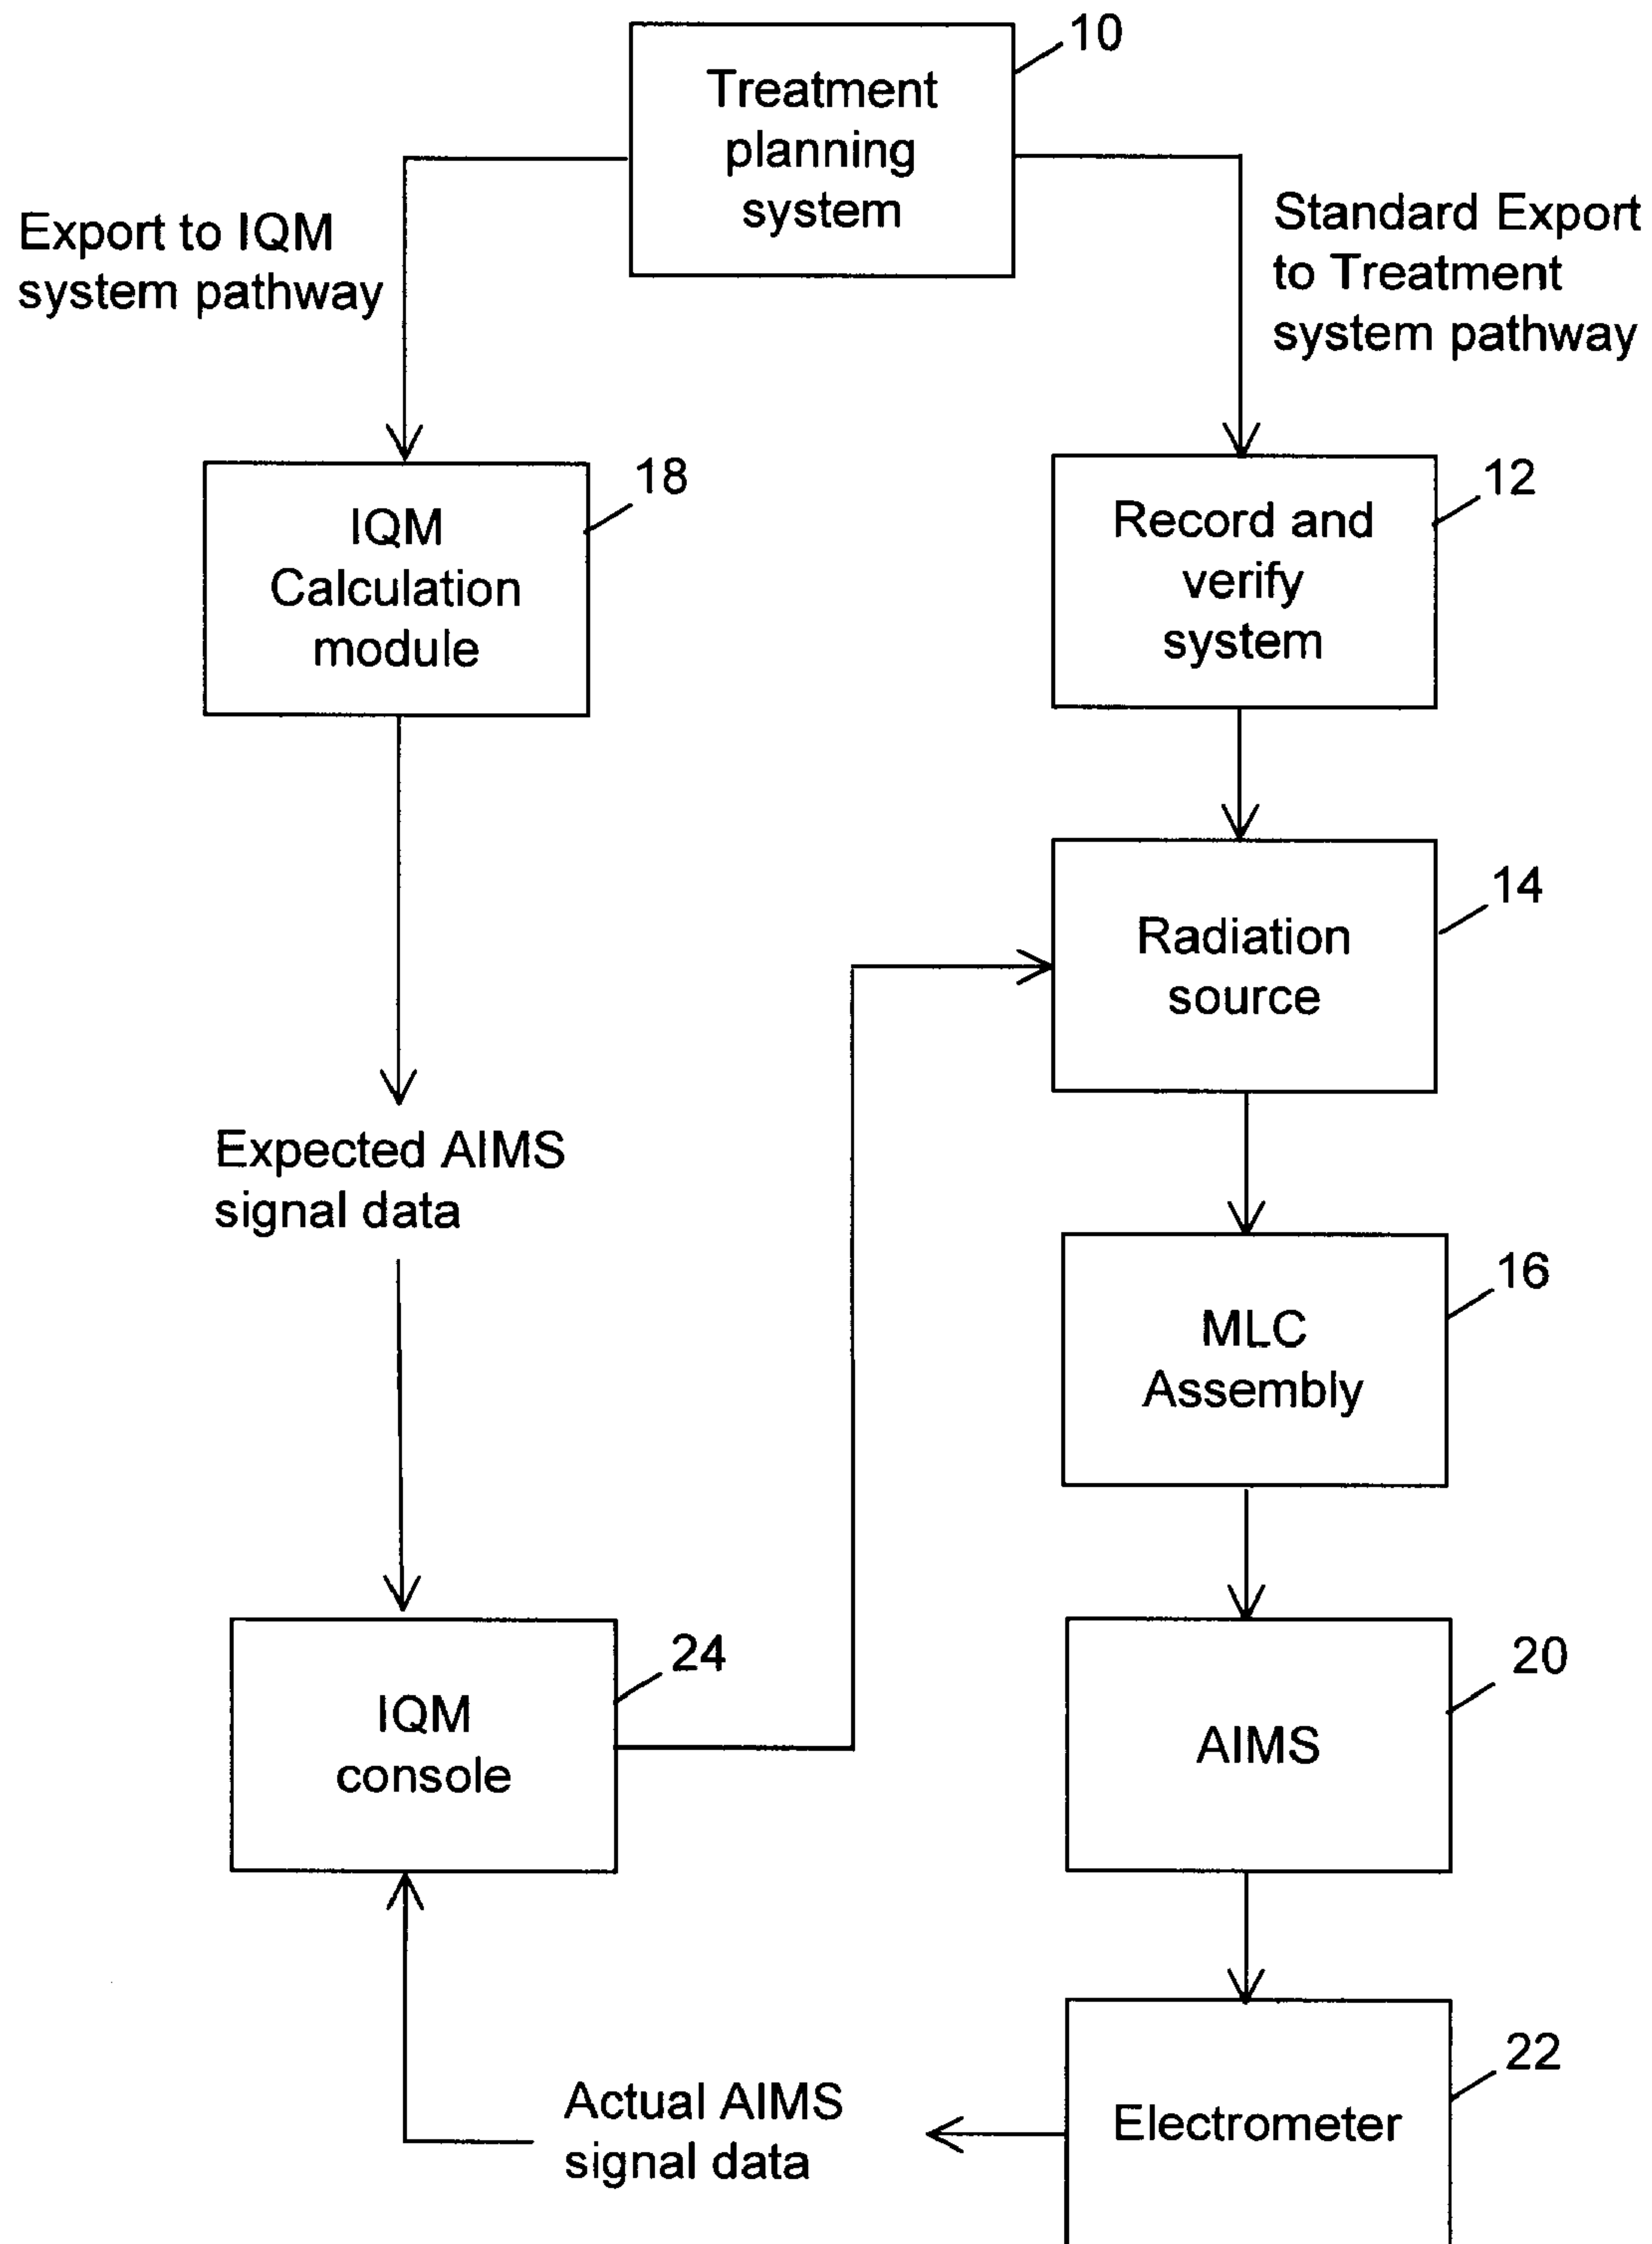 10
Treatment
planning
system
Export to IQM
system pathway
Standard Export
to Treatment
system pathway
18
IQM
Calculation
module
12
Record and
verify
system
14
Radiation
source
Expected AIMS
signal data
16
MLC
Assembly
24
IQM
console
20
AIMS
22
Electrometer
Actual AIMS
signal data